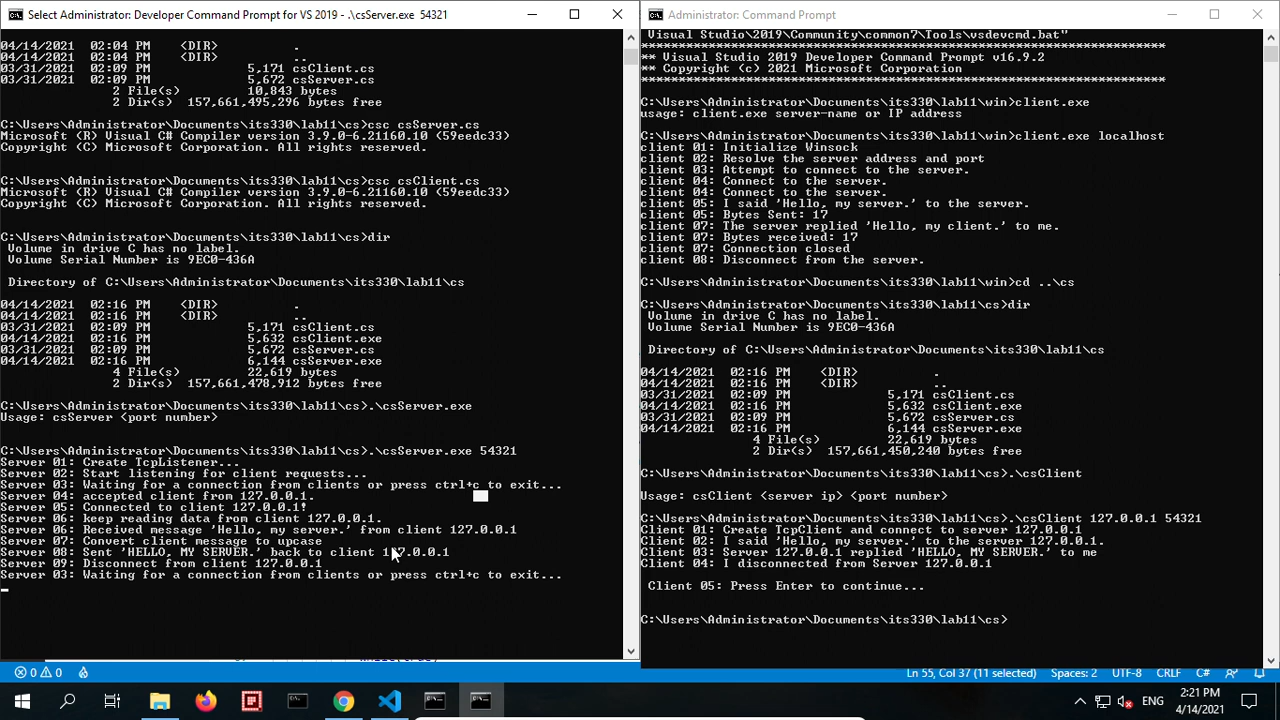 Select Administrator: Developer Command Prompt for VS 2019 - .\csServer.exe 54321
04/14/2021 02:04 PM <DIR> .
04/14/2021 02:04 PM <DIR> ..
03/31/2021 02:09 PM 5,171 csClient.cs
03/31/2021 02:09 PM 5,672 csServer.cs
2 File(s) 10,843 bytes
2 Dir(s) 157,661,495,296 bytes free
C:\Users\Administrator\Documents\its330\lab11\cs>csc csServer.cs
Microsoft (R) Visual C# Compiler version 3.9.0-6.21160.10 (59eedc33)
Copyright (C) Microsoft Corporation. All rights reserved.
C:\Users\Administrator\Documents\its330\lab11\cs>csc csClient.cs
Microsoft (R) Visual C# Compiler version 3.9.0-6.21160.10 (59eedc33)
Copyright (C) Microsoft Corporation. All rights reserved.
C:\Users\Administrator\Documents\its330\lab11\cs>dir
Volume in drive C has no label.
Volume Serial Number is 9EC0-436A
Directory of C:\Users\Administrator\Documents\its330\lab11\cs
04/14/2021 02:16 PM <DIR> .
04/14/2021 02:16 PM <DIR> ..
03/31/2021 02:09 PM 5,171 csClient.cs
04/14/2021 02:16 PM 5,632 csClient.exe
03/31/2021 02:09 PM 5,672 csServer.cs
04/14/2021 02:16 PM 6,144 csServer.exe
4 File(s) 22,619 bytes
2 Dir(s) 157,661,478,912 bytes free
C:\Users\Administrator\Documents\its330\lab11\cs>.\csServer.exe
Usage: csServer <port number>
C:\Users\Administrator\Documents\its330\lab11\cs>.\csServer.exe 54321
Server 01: Create TcpListener...
Server 02: Start listening for client requests...
Server 03: Waiting for a connection from clients or press ctrl+c to exit...
Server 04: accepted client from 127.0.0.1.
Server 05: Connected to client 127.0.0.1!
Server 06: keep reading data from client 127.0.0.1.
Server 06: Received message 'Hello, my server.' from client 127.0.0.1
Server 07: Convert client message to upcase
Server 08: Sent 'HELLO, MY SERVER.' back to client 127.0.0.1
Server 09: Disconnect from client 127.0.0.1
Server 03: Waiting for a connection from clients or press ctrl+c to exit...
Administrator: Command Prompt
Visual Studio\2019\Community\common7\Tools\vsdevcmd.bat"
**********************************************************************
** Visual Studio 2019 Developer Command Prompt v16.9.2
** Copyright (c) 2021 Microsoft Corporation
**********************************************************************
C:\Users\Administrator\Documents\its330\lab11\win>client.exe
usage: client.exe server-name or IP address
C:\Users\Administrator\Documents\its330\lab11\win>client.exe localhost
client 01: Initialize Winsock
client 02: Resolve the server address and port
client 03: Attempt to connect to the server.
client 04: Connect to the server.
client 04: Connect to the server.
client 05: I said 'Hello, my server.' to the server.
client 05: Bytes Sent: 17
client 07: The server replied 'Hello, my client.' to me.
client 07: Bytes received: 17
client 07: Connection closed
client 08: Disconnect from the server.
C:\Users\Administrator\Documents\its330\lab11\win>cd ..\cs
C:\Users\Administrator\Documents\its330\lab11\cs>dir
Volume in drive C has no label.
Volume Serial Number is 9EC0-436A
Directory of C:\Users\Administrator\Documents\its330\lab11\cs
04/14/2021 02:16 PM <DIR> .
04/14/2021 02:16 PM <DIR> ..
03/31/2021 02:09 PM 5,171 csClient.cs
04/14/2021 02:16 PM 5,632 csClient.exe
03/31/2021 02:09 PM 5,672 csServer.cs
04/14/2021 02:16 PM 6,144 csServer.exe
4 File(s) 22,619 bytes
2 Dir(s) 157,661,450,240 bytes free
C:\Users\Administrator\Documents\its330\lab11\cs>.\csClient
Usage: csClient <server ip> <port number>
C:\Users\Administrator\Documents\its330\lab11\cs>.\csClient 127.0.0.1 54321
Client 01: Create TcpClient and connect to server 127.0.0.1
Client 02: I said 'Hello, my server.' to the server 127.0.0.1.
Client 03: Server 127.0.0.1 replied 'HELLO, MY SERVER.' to me
Client 04: I disconnected from Server 127.0.0.1
Client 05: Press Enter to continue...
C:\Users\Administrator\Documents\its330\lab11\cs>
0 0
Ln 55, Col 37 (11 selected) Spaces: 2 UTF-8 CRLF C#
ENG
2:21 PM
4/14/2021